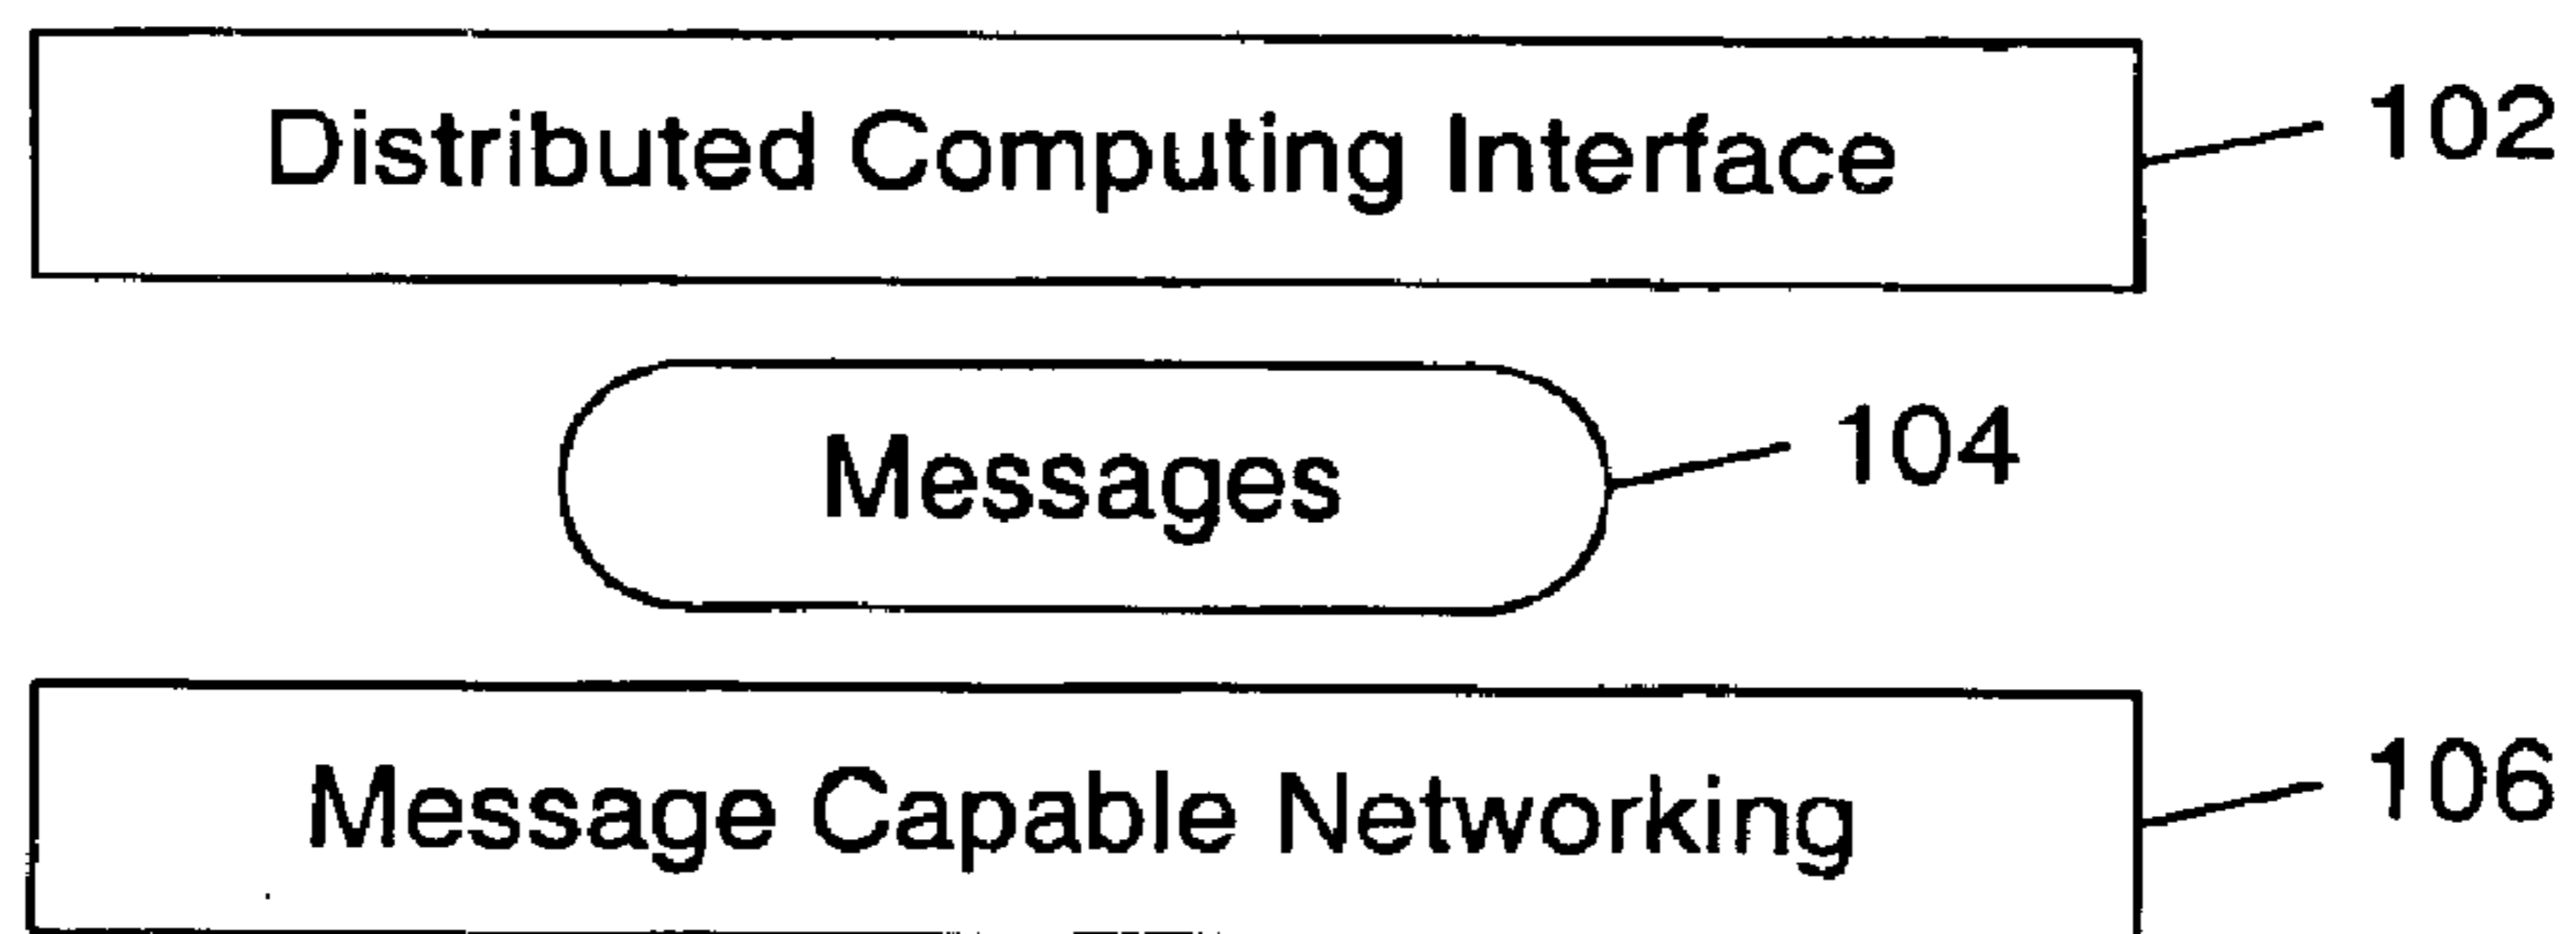 Distributed Computing Interface 102
Messages 104
Message Capable Networking 106